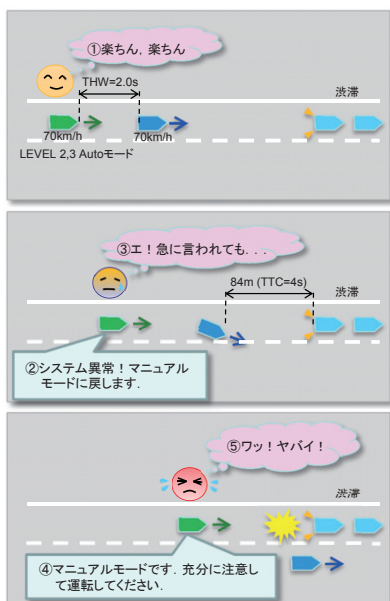 ①楽ちん，楽ちん
THW=2.0s
渋滞
70km/h
70km/h
LEVEL 2,3 Autoモード
③エ！急に言われても．．．
84m (TTC=4s)
渋滞
②システム異常！マニュアル
モードに戻します．
⑤ワッ！ヤバイ！
渋滞
④マニュアルモードです．充分に注意し
て運転してください．